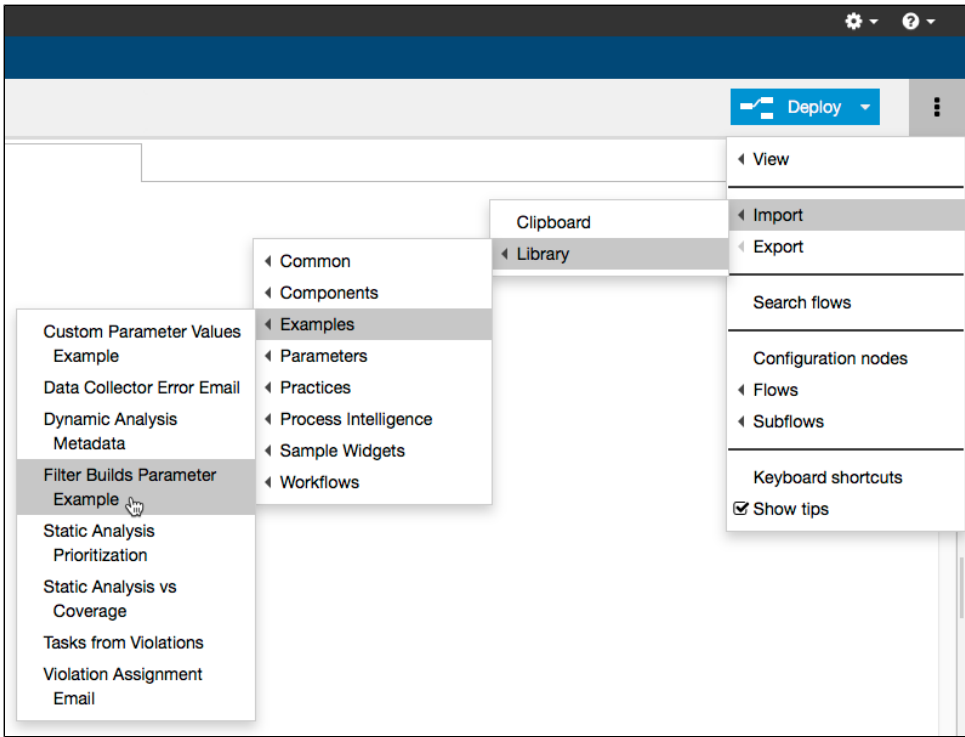 Deploy
View
Import
Export
Search flows
Configuration nodes
Flows
Subflows
Keyboard shortcuts
Show tips
Clipboard
Library
Common
Components
Examples
Parameters
Practices
Process Intelligence
Sample Widgets
Workflows
Custom Parameter Values
Example
Data Collector Error Email
Dynamic Analysis
Metadata
Filter Builds Parameter
Example
Static Analysis
Prioritization
Static Analysis vs
Coverage
Tasks from Violations
Violation Assignment
Email